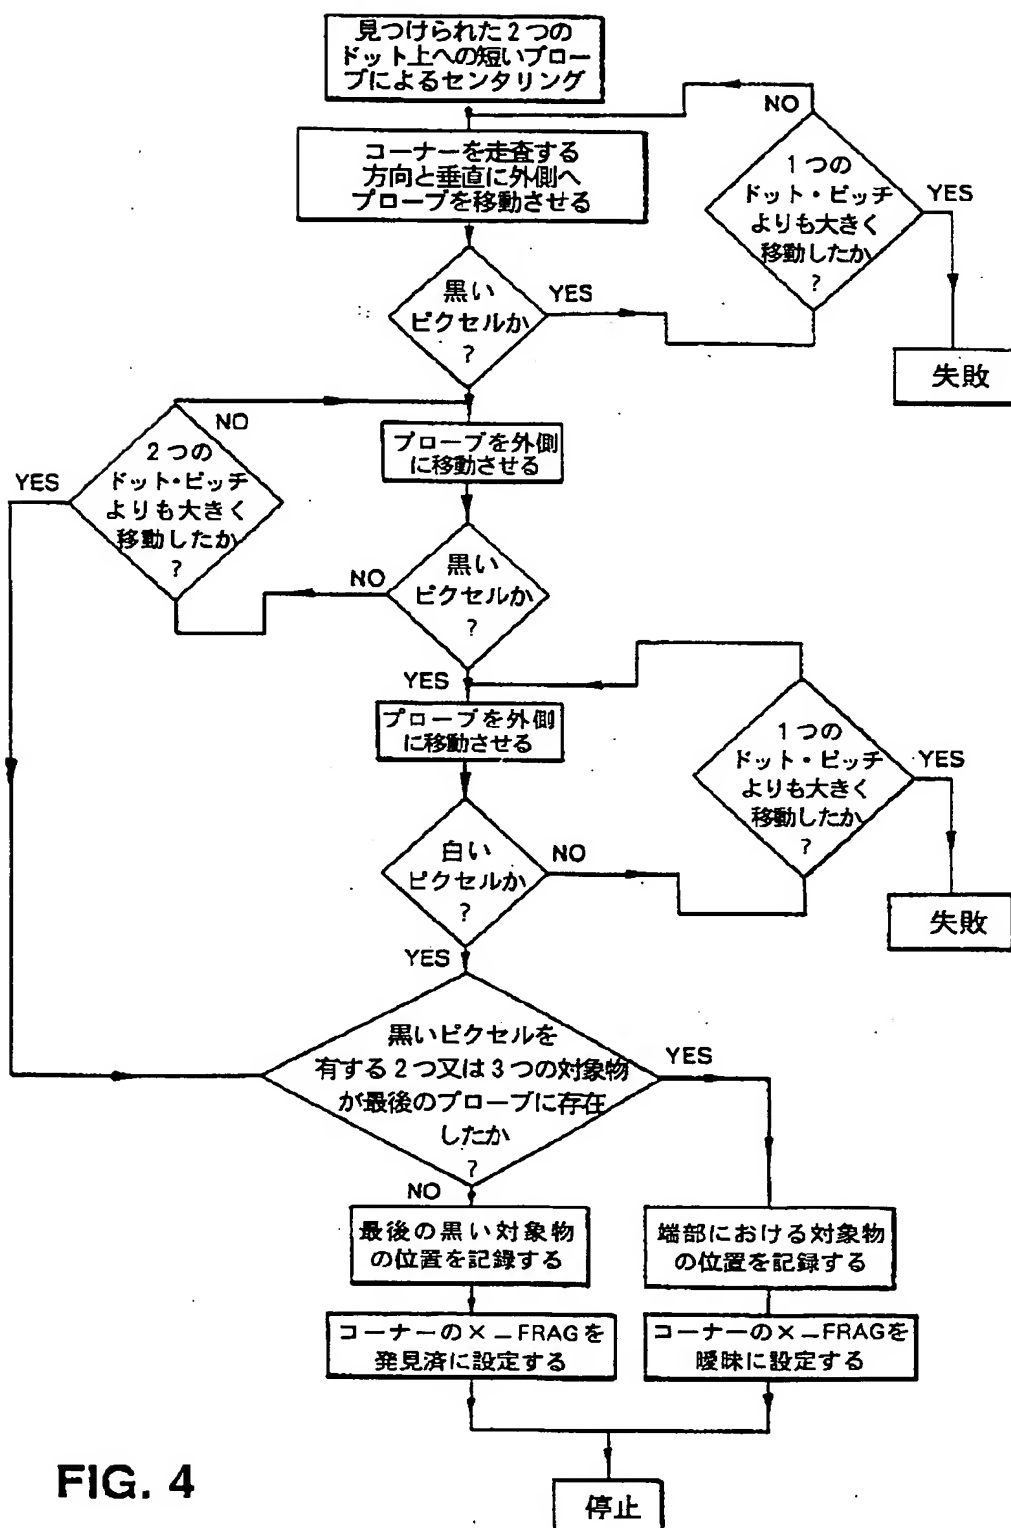 見つけられた2つの
ドット上への短いプロー
ブによるセンタリング
NO
コーナーを走査する
方向と垂直に外側へ
プローブを移動させる
1つの
ドット・ピッチ
よりも大きく
移動したか
?
YES
黒い
ピクセルか
?
YES
失敗
NO
プローブを外側
に移動させる
2つの
ドット・ピッチ
よりも大きく
移動したか
?
YES
NO
黒い
ピクセルか
?
YES
プローブを外側
に移動させる
1つの
ドット・ピッチ
よりも大きく
移動したか
?
YES
白い
ピクセルか
?
NO
失敗
YES
黒いピクセルを
有する2つ又は3つの対象物
が最後のプローブに存在
したか
?
YES
NO
最後の黒い対象物
の位置を記録する
端部における対象物
の位置を記録する
コーナーの×−FRAGを
発見済に設定する
コーナーの×−FRAGを
曖昧に設定する
停止
FIG. 4